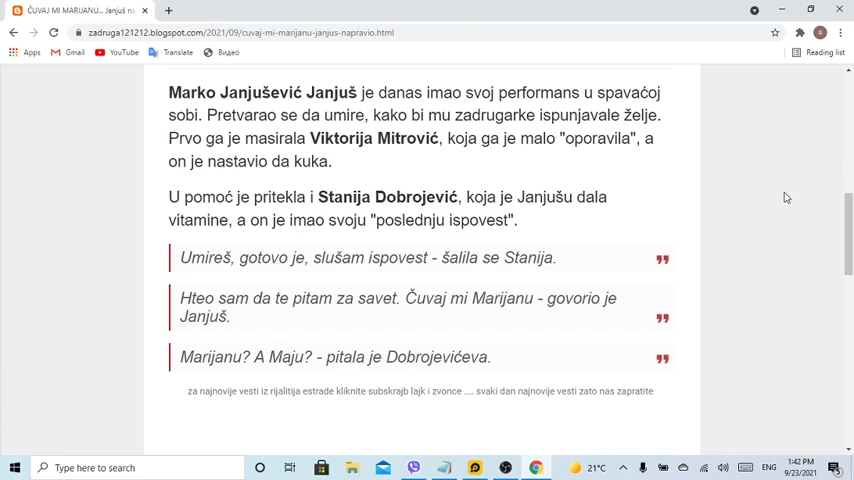 ČUVAJ MI MARIJANU... Janjuš na
zadruga121212.blogspot.com/2021/09/cuvaj-mi-marijanu-janjus-napravio.html
Apps Gmail YouTube Translate Видео Reading list
Marko Janjušević Janjuš je danas imao svoj performans u spavaćoj
sobi. Pretvarao se da umire, kako bi mu zadrugarke ispunjavale želje.
Prvo ga je masirala Viktorija Mitrović, koja ga je malo "oporavila", a
on je nastavio da kuka.
U pomoć je pritekla i Stanija Dobrojević, koja je Janjušu dala
vitamine, a on je imao svoju "poslednju ispovest".
Umireš, gotovo je, slušam ispovest - šalila se Stanija.
Hteo sam da te pitam za savet. Čuvaj mi Marijanu - govorio je
Janjuš.
Marijanu? A Maju? - pitala je Dobrojevićeva.
za najnovije vesti iz rijalitija estrade kliknite subskrajb lajk i zvonce .... svaki dan najnovije vesti zato nas zapratite
Type here to search
21°C
ENG
1:42 PM
9/23/2021